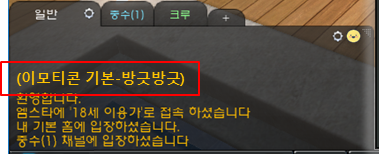 일반 중수(1) 크루 +
(이모티콘 기본-방긋방긋)
환영합니다.
엠스타에 '18세 이용가'로 접속 하셨습니다
내 기본 홈에 입장하셨습니다.
중수(1) 채널에 입장하셨습니다